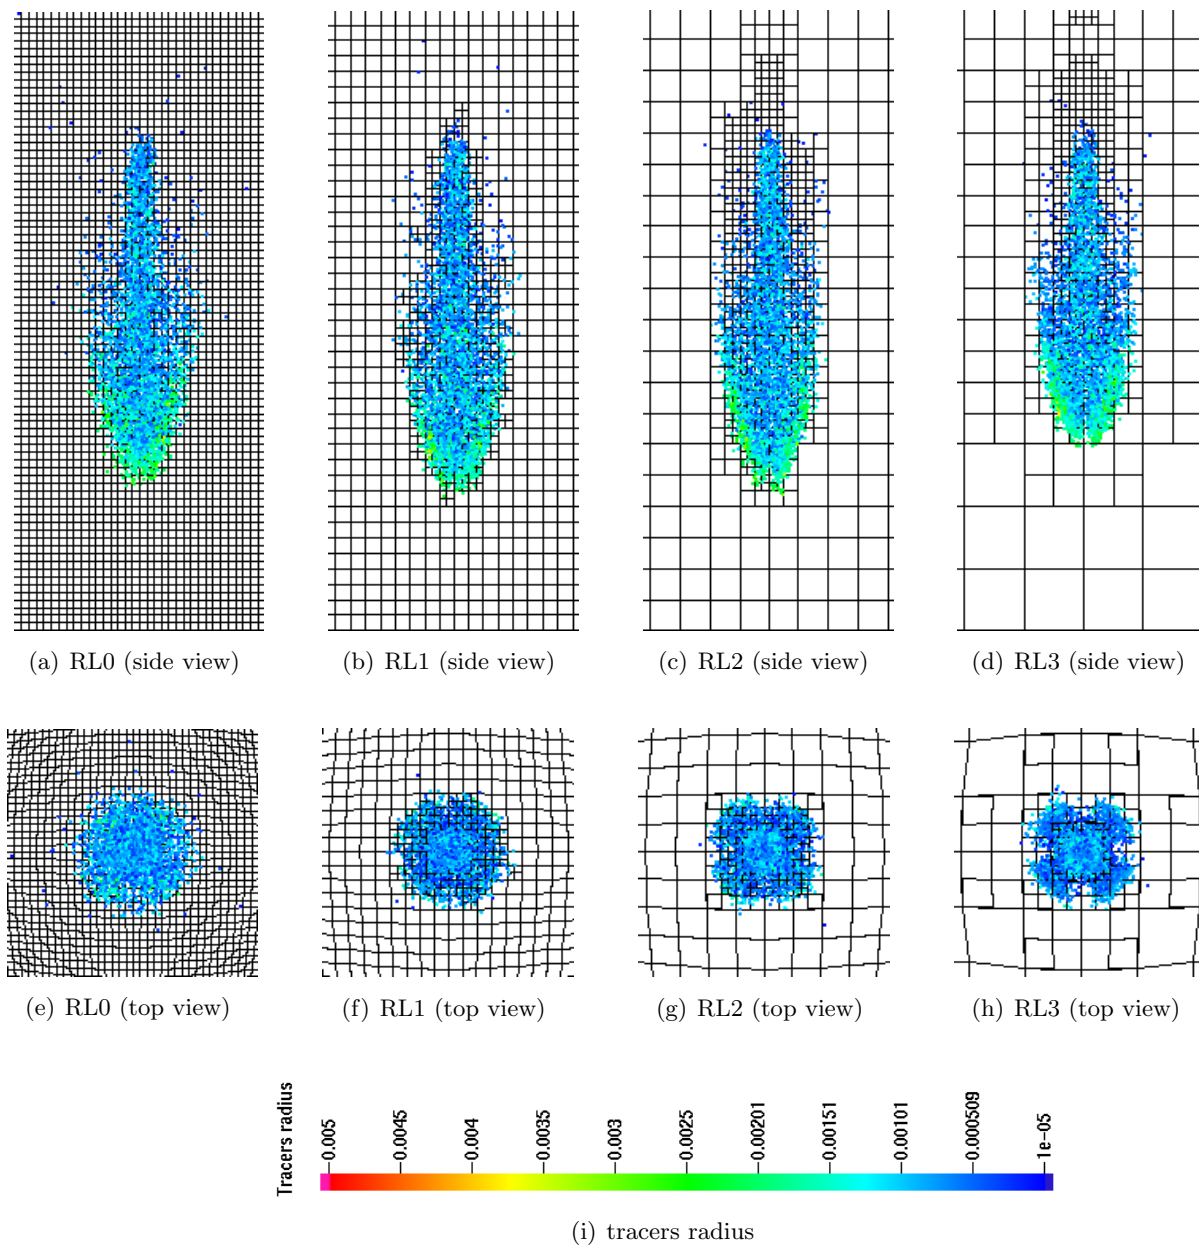 (a) RL0 (side view) (b) RL1 (side view) (c) RL2 (side view) (d) RL3 (side view)
(e) RL0 (top view) (f) RL1 (top view) (g) RL2 (top view) (h) RL3 (top view)
Tracers radius
0.005 0.0045 0.004 0.0035 0.003 0.0025 0.00201 0.00151 0.00101 0.000509 1e-05
(i) tracers radius